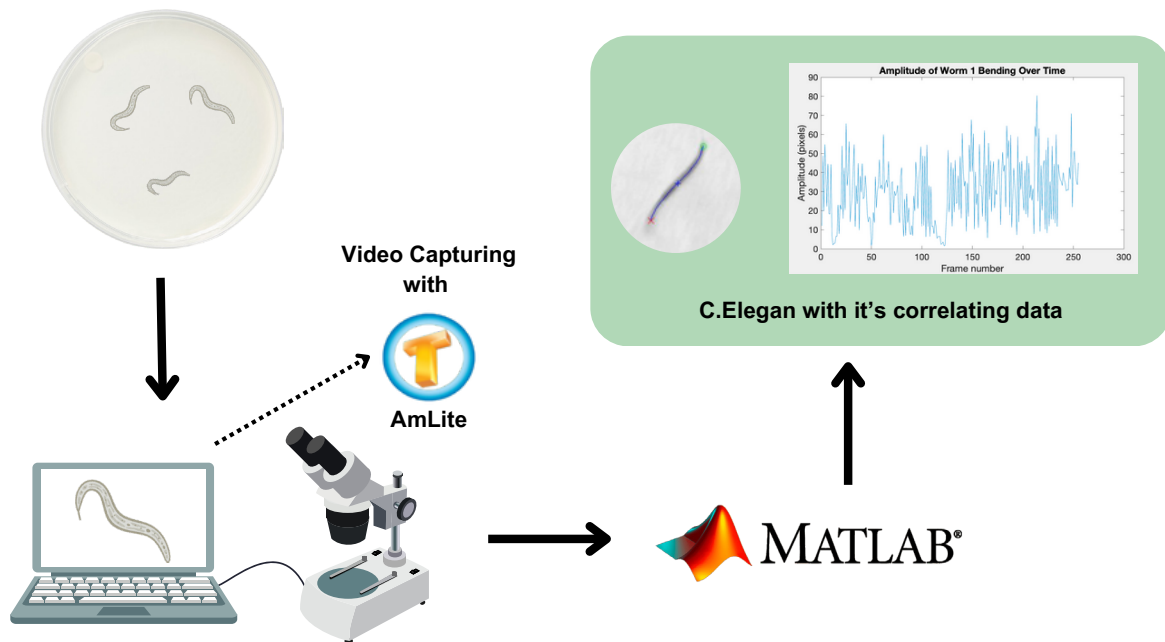 Video Capturing
with
AmLite
MATLAB®
Amplitude of Worm 1 Bending Over Time
Amplitude (pixels)
90
80
70
60
50
40
30
20
10
0
0 50 100 150 200 250 300
Frame number
C.Elegan with it's correlating data